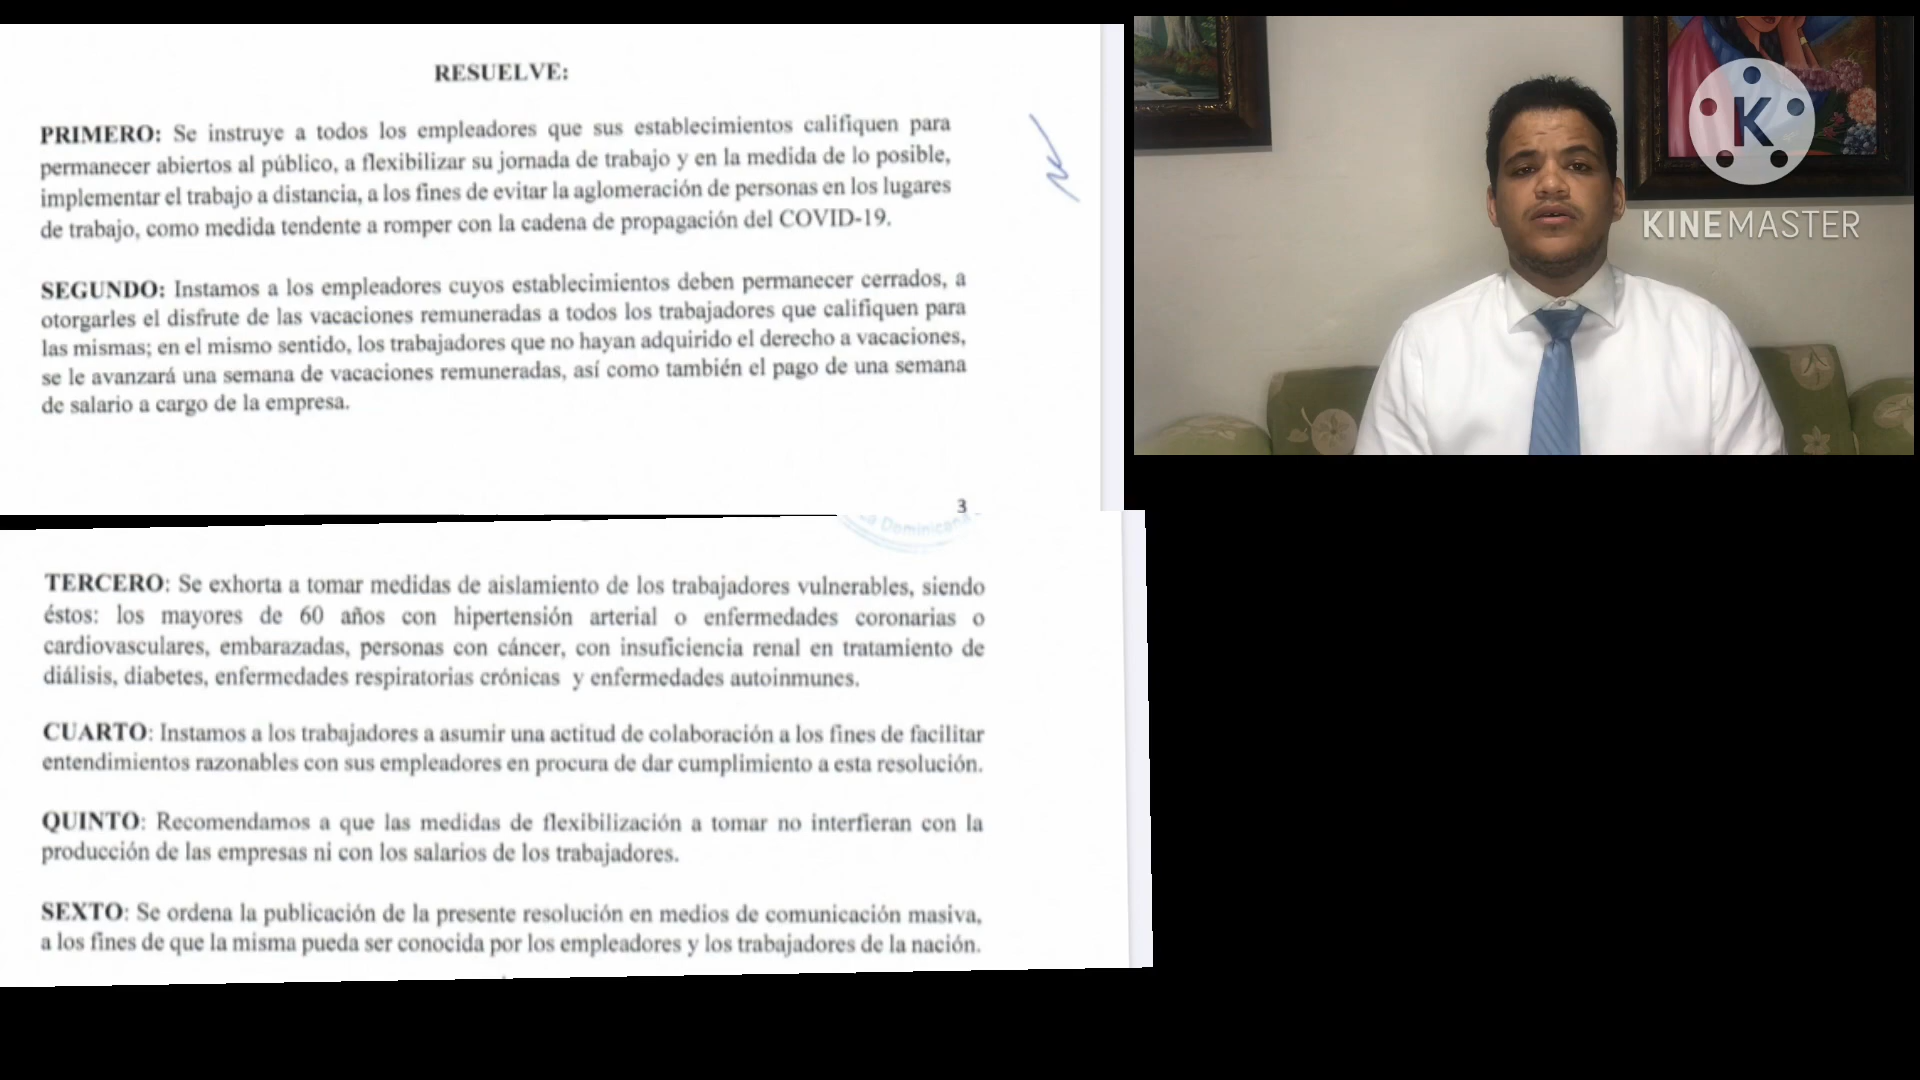 RESUELVE:
PRIMERO: Se instruye a todos los empleadores que sus establecimientos califiquen para
permanecer abiertos al público, a flexibilizar su jornada de trabajo y en la medida de lo posible,
implementar el trabajo a distancia, a los fines de evitar la aglomeración de personas en los lugares
de trabajo, como medida tendente a romper con la cadena de propagación del COVID-19.
SEGUNDO: Instamos a los empleadores cuyos establecimientos deben permanecer cerrados, a
otorgarles el disfrute de las vacaciones remuneradas a todos los trabajadores que califiquen para
las mismas; en el mismo sentido, los trabajadores que no hayan adquirido el derecho a vacaciones,
se le avanzará una semana de vacaciones remuneradas, así como también el pago de una semana
de salario a cargo de la empresa.
3
Dominicana
TERCERO: Se exhorta a tomar medidas de aislamiento de los trabajadores vulnerables, siendo
éstos: los mayores de 60 años con hipertensión arterial o enfermedades coronarias o
cardiovasculares, embarazadas, personas con cáncer, con insuficiencia renal en tratamiento de
diálisis, diabetes, enfermedades respiratorias crónicas y enfermedades autoinmunes.
CUARTO: Instamos a los trabajadores a asumir una actitud de colaboración a los fines de facilitar
entendimientos razonables con sus empleadores en procura de dar cumplimiento a esta resolución.
QUINTO: Recomendamos a que las medidas de flexibilización a tomar no interfieran con la
producción de las empresas ni con los salarios de los trabajadores.
SEXTO: Se ordena la publicación de la presente resolución en medios de comunicación masiva,
a los fines de que la misma pueda ser conocida por los empleadores y los trabajadores de la nación.
K
KINEMASTER